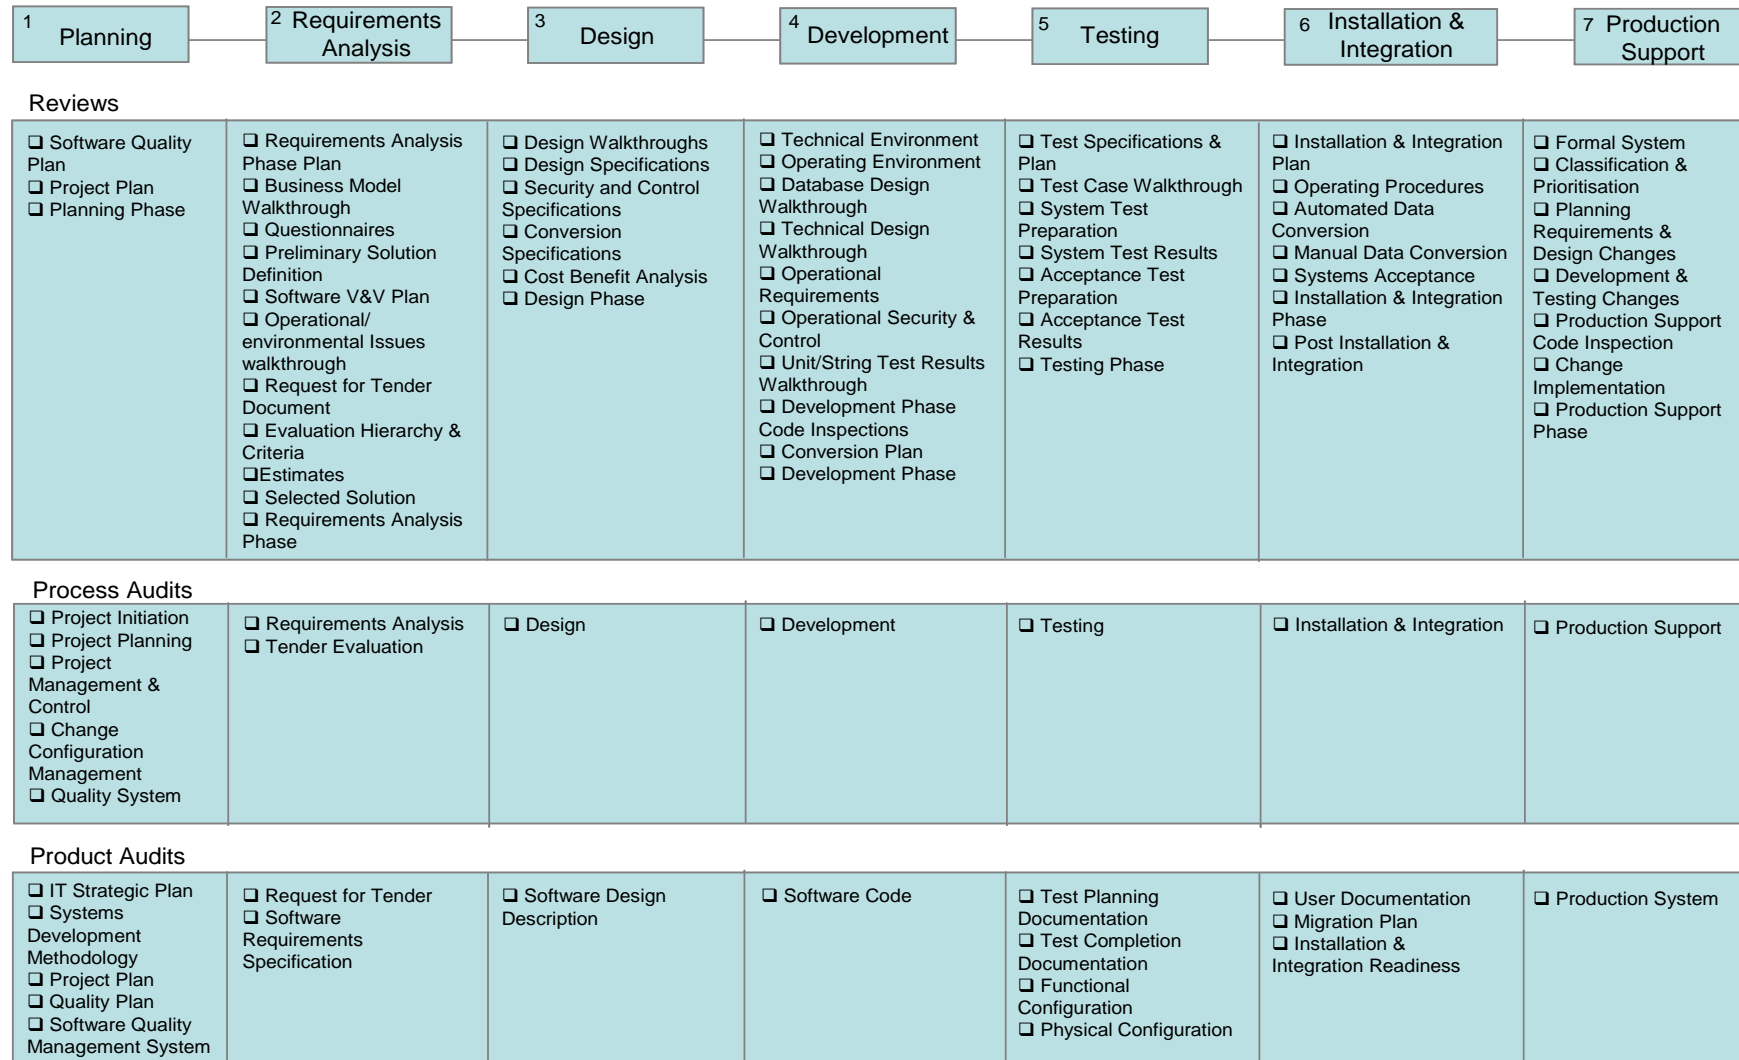 1 Planning
2 Requirements
Analysis
3 Design
4 Development
5 Testing
6 Installation &
Integration
7 Production
Support
Reviews
❑ Software Quality
Plan
❑ Project Plan
❑ Planning Phase
❑ Requirements Analysis
Phase Plan
❑ Business Model
Walkthrough
❑ Questionnaires
❑ Preliminary Solution
Definition
❑ Software V&V Plan
❑ Operational/
environmental Issues
walkthrough
❑ Request for Tender
Document
❑ Evaluation Hierarchy &
Criteria
❑Estimates
❑ Selected Solution
❑ Requirements Analysis
Phase
❑ Design Walkthroughs
❑ Design Specifications
❑ Security and Control
Specifications
❑ Conversion
Specifications
❑ Cost Benefit Analysis
❑ Design Phase
❑ Technical Environment
❑ Operating Environment
❑ Database Design
Walkthrough
❑ Technical Design
Walkthrough
❑ Operational
Requirements
❑ Operational Security &
Control
❑ Unit/String Test Results
Walkthrough
❑ Development Phase
Code Inspections
❑ Conversion Plan
❑ Development Phase
❑ Test Specifications &
Plan
❑ Test Case Walkthrough
❑ System Test
Preparation
❑ System Test Results
❑ Acceptance Test
Preparation
❑ Acceptance Test
Results
❑ Testing Phase
❑ Installation & Integration
Plan
❑ Operating Procedures
❑ Automated Data
Conversion
❑ Manual Data Conversion
❑ Systems Acceptance
❑ Installation & Integration
Phase
❑ Post Installation &
Integration
❑ Formal System
❑ Classification &
Prioritisation
❑ Planning
Requirements &
Design Changes
❑ Development &
Testing Changes
❑ Production Support
Code Inspection
❑ Change
Implementation
❑ Production Support
Phase
Process Audits
❑ Project Initiation
❑ Project Planning
❑ Project
Management &
Control
❑ Change
Configuration
Management
❑ Quality System
❑ Requirements Analysis
❑ Tender Evaluation
❑ Design
❑ Development
❑ Testing
❑ Installation & Integration
❑ Production Support
Product Audits
❑ IT Strategic Plan
❑ Systems
Development
Methodology
❑ Project Plan
❑ Quality Plan
❑ Software Quality
Management System
❑ Request for Tender
❑ Software
Requirements
Specification
❑ Software Design
Description
❑ Software Code
❑ Test Planning
Documentation
❑ Test Completion
Documentation
❑ Functional
Configuration
❑ Physical Configuration
❑ User Documentation
❑ Migration Plan
❑ Installation &
Integration Readiness
❑ Production System